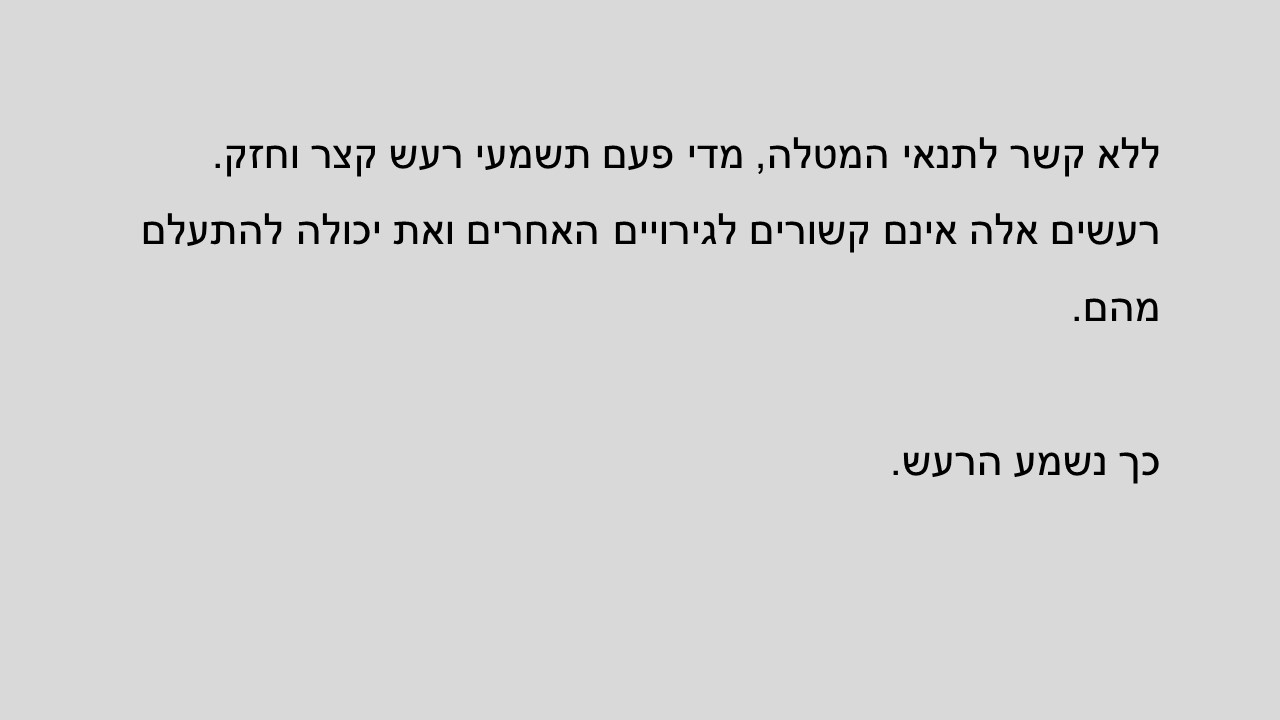 ללא קשר לתנאי המטלה, מדי פעם תשמעי רעש קצר וחזק.
רעשים אלה אינם קשורים לגירויים האחרים ואת יכולה להתעלם
מהם.
כך נשמע הרעש.